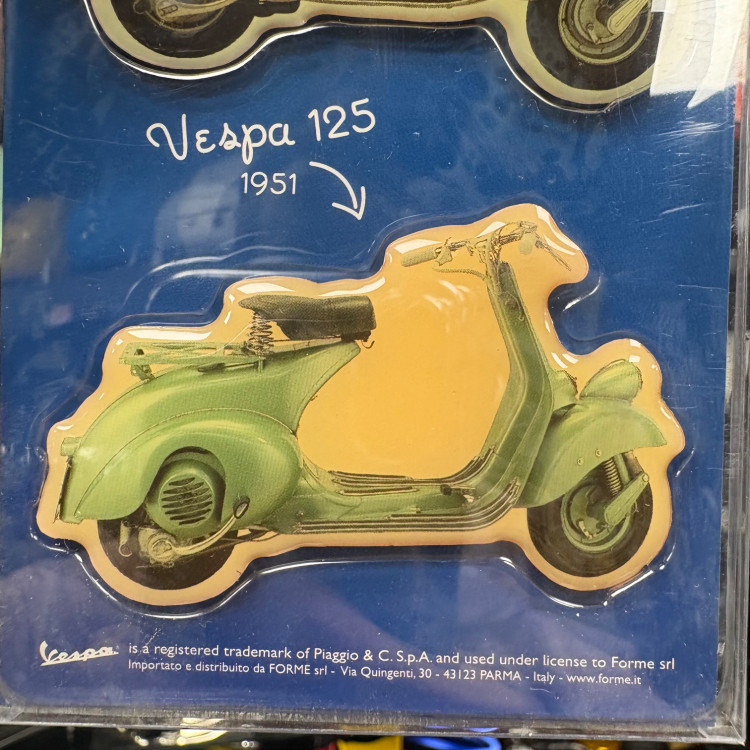 Vespa 125
1951
Vespa is a registered trademark of Piaggio & C. S.p.A. and used under license to Forme srl
Importato e distribuito da FORME srl - Via Quingenti, 30 - 43123 PARMA - Italy - www.forme.it